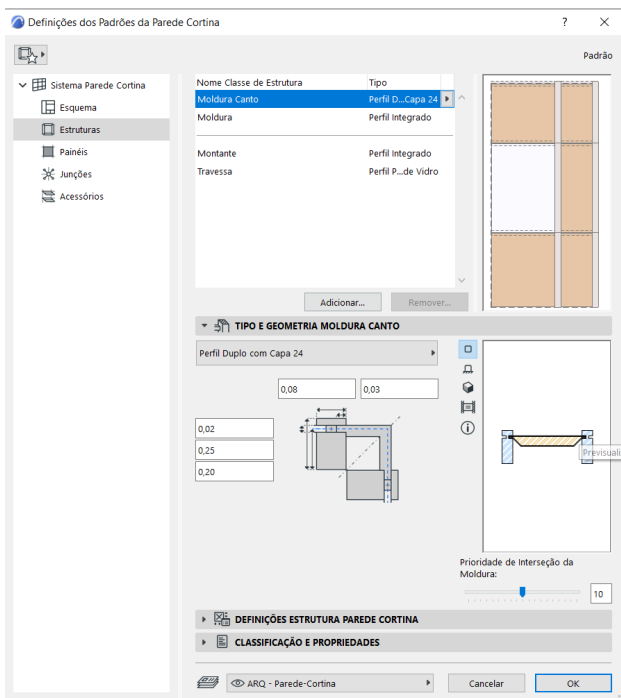 Definições dos Padrões da Parede Cortina
? 
Padrão
Sistema Parede Cortina
Esquema
Estruturas
Painéis
Junções
Acessórios
Nome Classe de Estrutura Tipo
Moldura Canto Perfil D...Capa 24
Moldura Perfil Integrado
Montante Perfil Integrado
Travessa Perfil P...de Vidro
Adicionar... Remover...
TIPO E GEOMETRIA MOLDURA CANTO
Perfil Duplo com Capa 24
0,08 0,03
0,02
0,25
0,20
Previsuali
Prioridade de Interseção da
Moldura:
10
DEFINIÇÕES ESTRUTURA PAREDE CORTINA
CLASSIFICAÇÃO E PROPRIEDADES
ARQ - Parede-Cortina Cancelar OK